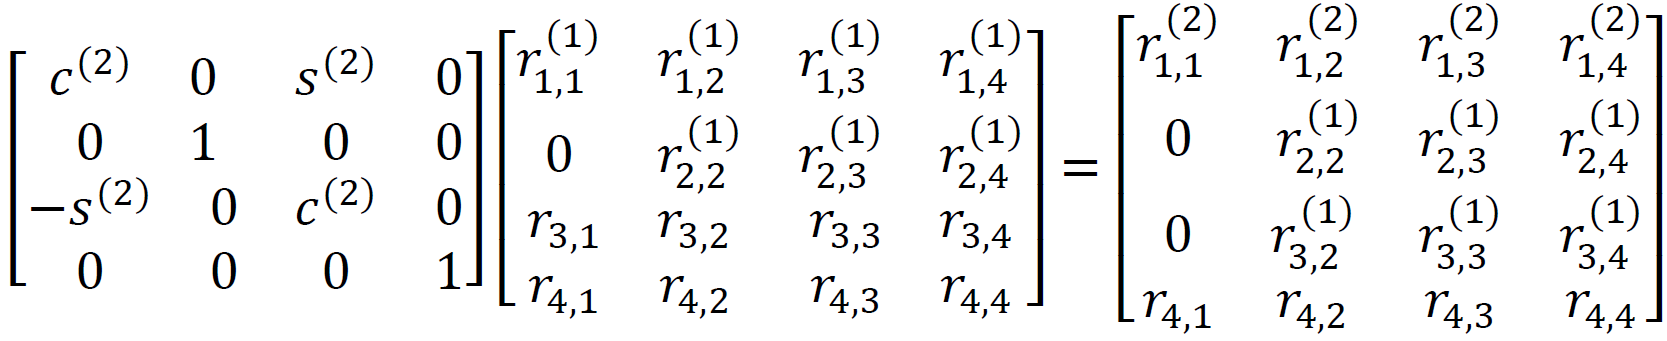 [ c^{(2)} 0 s^{(2)} 0 ] [ r_{1,1}^{(1)} r_{1,2}^{(1)} r_{1,3}^{(1)} r_{1,4}^{(1)} ] = [ r_{1,1}^{(2)} r_{1,2}^{(2)} r_{1,3}^{(2)} r_{1,4}^{(2)} ]
[ 0 1 0 0 ] [ 0 r_{2,2}^{(1)} r_{2,3}^{(1)} r_{2,4}^{(1)} ] [ 0 r_{2,2}^{(1)} r_{2,3}^{(1)} r_{2,4}^{(1)} ]
[ −s^{(2)} 0 c^{(2)} 0 ] [ r_{3,1} r_{3,2} r_{3,3} r_{3,4} ] [ 0 r_{3,2}^{(1)} r_{3,3}^{(1)} r_{3,4}^{(1)} ]
[ 0 0 0 1 ] [ r_{4,1} r_{4,2} r_{4,3} r_{4,4} ] [ r_{4,1} r_{4,2} r_{4,3} r_{4,4} ]